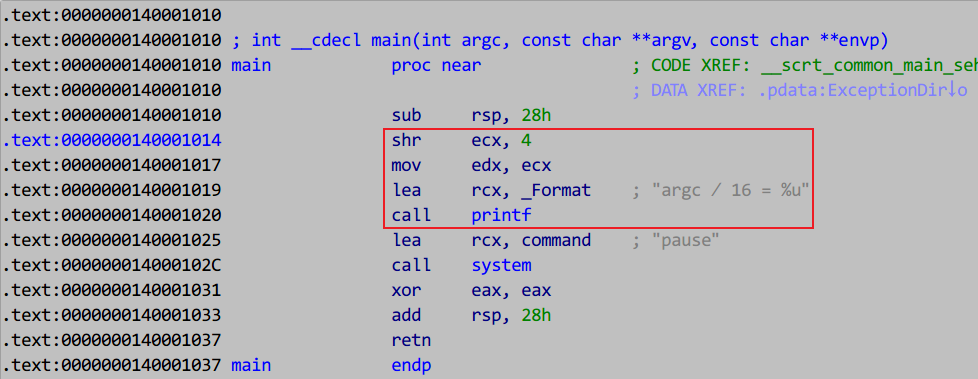 .text:0000000140001010
.text:0000000140001010 ; int __cdecl main(int argc, const char **argv, const char **envp)
.text:0000000140001010 main proc near ; CODE XREF: __scrt_common_main_seh
.text:0000000140001010 ; DATA XREF: .pdata:ExceptionDir↓o
.text:0000000140001010 sub rsp, 28h
.text:0000000140001014 shr ecx, 4
.text:0000000140001017 mov edx, ecx
.text:0000000140001019 lea rcx, _Format ; "argc / 16 = %u"
.text:0000000140001020 call printf
.text:0000000140001025 lea rcx, command ; "pause"
.text:000000014000102C call system
.text:0000000140001031 xor eax, eax
.text:0000000140001033 add rsp, 28h
.text:0000000140001037 retn
.text:0000000140001037 main endp